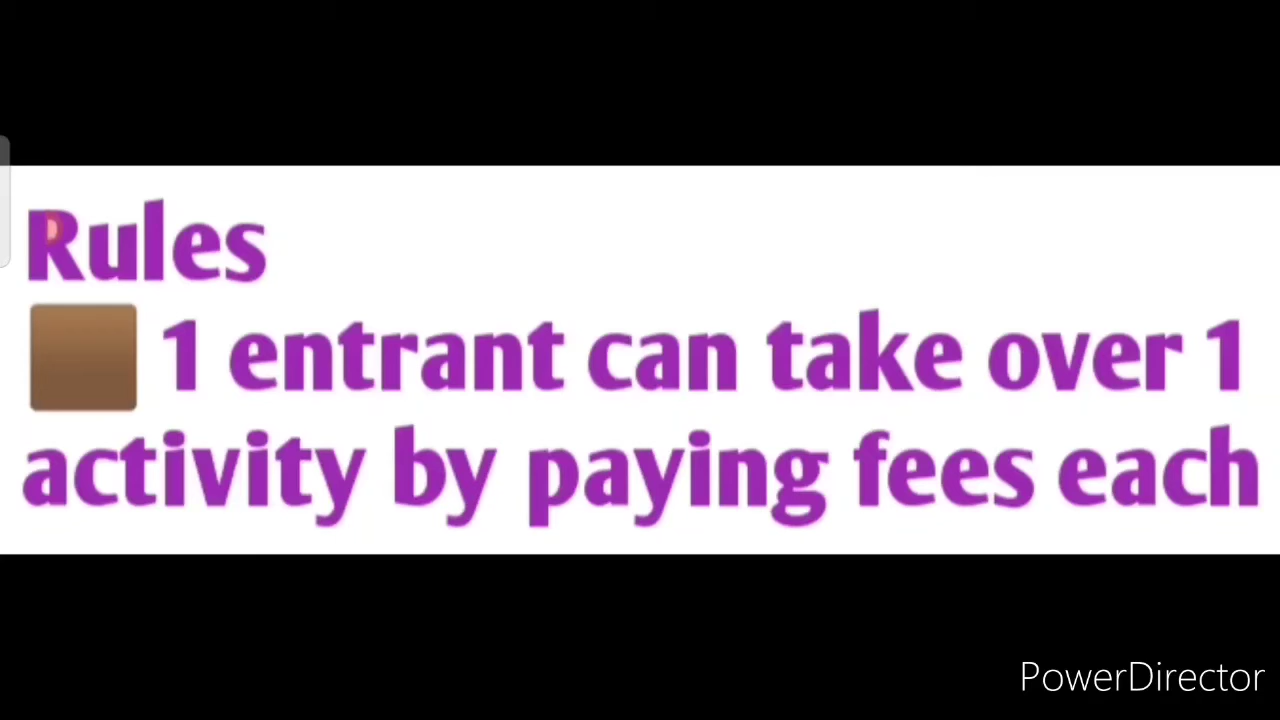 Rules
🟫 1 entrant can take over 1
activity by paying fees each
PowerDirector